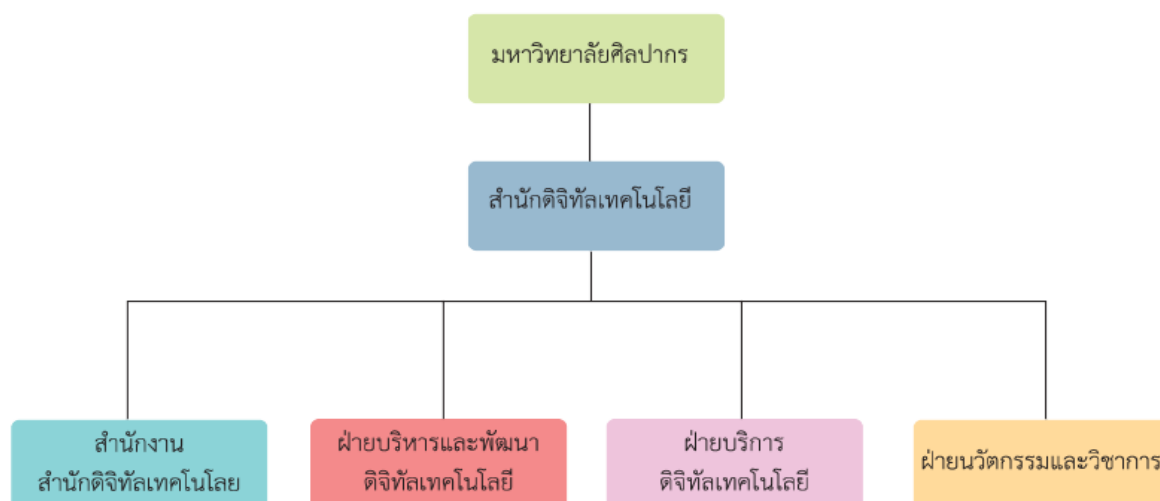 มหาวิทยาลัยศิลปากร
สำนักดิจิทัลเทคโนโลยี
สำนักงาน
สำนักดิจิทัลเทคโนโลย
ฝ่ายบริหารและพัฒนา
ดิจิทัลเทคโนโลยี
ฝ่ายบริการ
ดิจิทัลเทคโนโลยี
ฝ่ายนวัตกรรมและวิชาการ